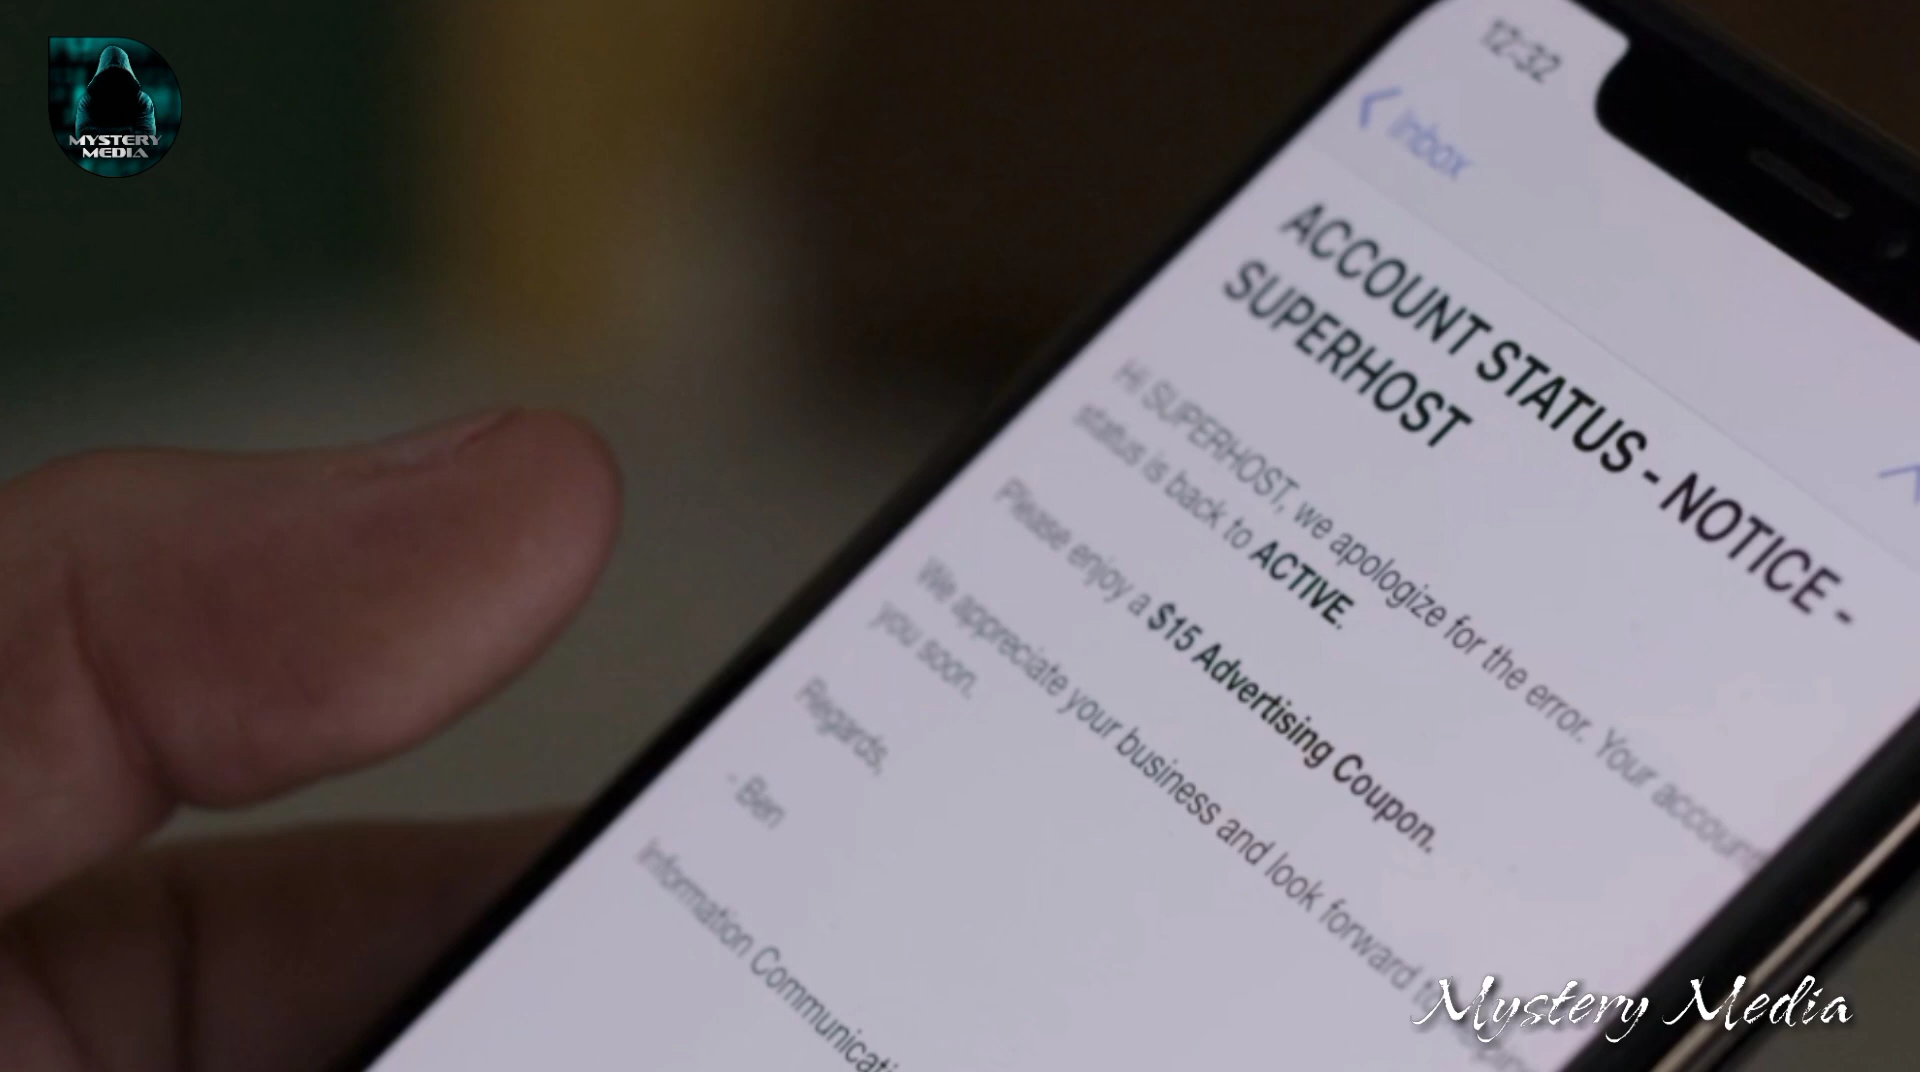 MYSTERY
MEDIA
12:32
Inbox
ACCOUNT STATUS - NOTICE -
SUPERHOST
Hi SUPERHOST, we apologize for the error. Your account
status is back to ACTIVE.
Please enjoy a $15 Advertising Coupon.
We appreciate your business and look forward to
you soon.
Regards,
- Ben
Information
Mystery Media